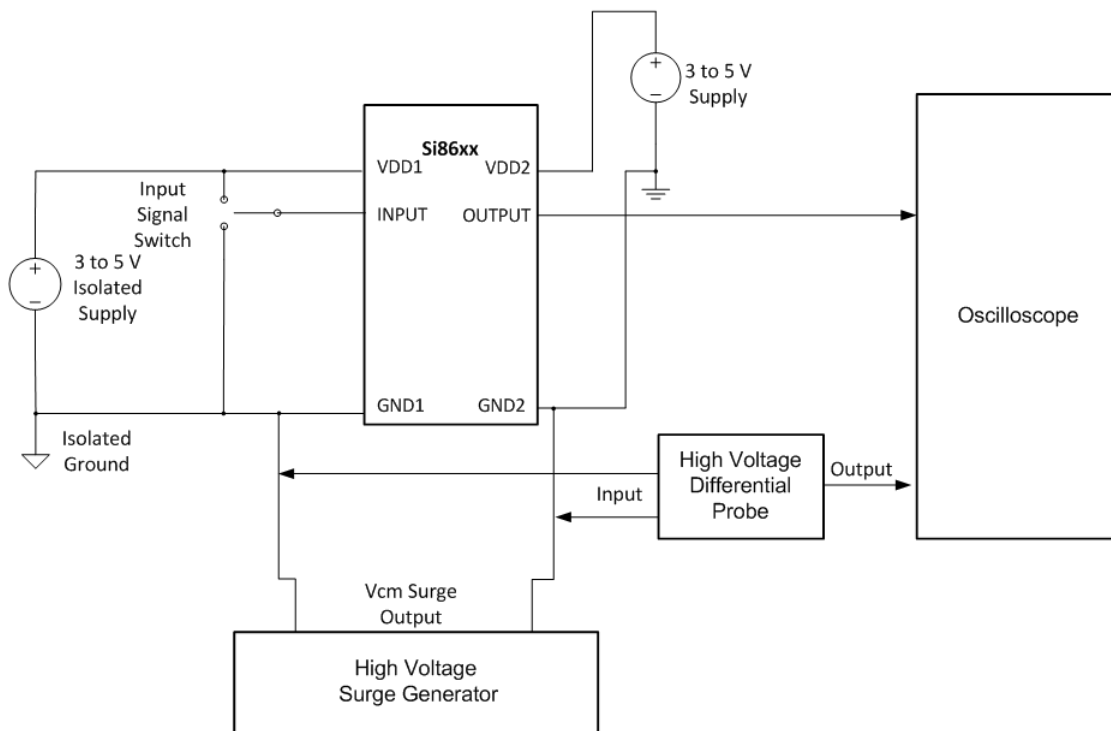 3 to 5 V
Supply
Si86xx
VDD1
VDD2
Input
Signal
Switch
INPUT
OUTPUT
3 to 5 V
Isolated
Supply
Oscilloscope
GND1
GND2
Isolated
Ground
High Voltage
Differential
Probe
Output
Input
Vcm Surge
Output
High Voltage
Surge Generator